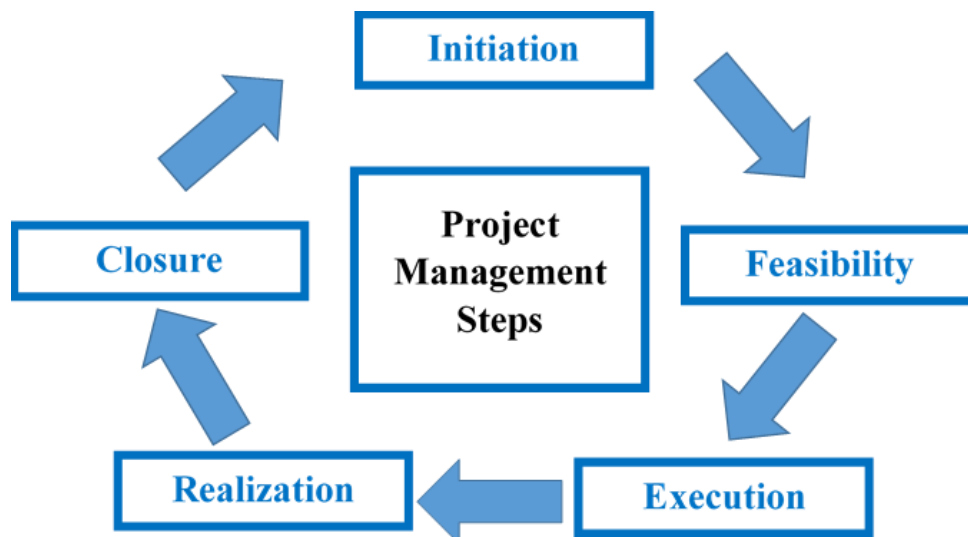 Initiation
Project
Management
Steps
Closure
Feasibility
Realization
Execution